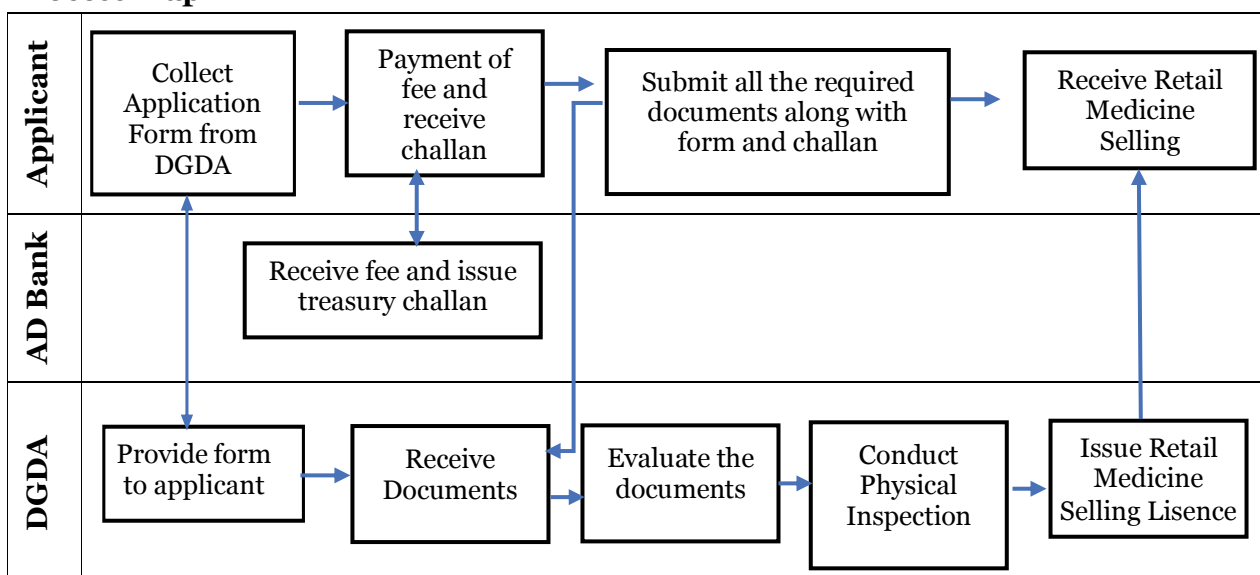 Applicant
Collect
Application
Form from
DGDA
Payment of
fee and
receive
challan
Submit all the required
documents along with
form and challan
Receive Retail
Medicine
Selling
AD Bank
Receive fee and issue
treasury challan
DGDA
Provide form
to applicant
Receive
Documents
Evaluate the
documents
Conduct
Physical
Inspection
Issue Retail
Medicine
Selling Lisence